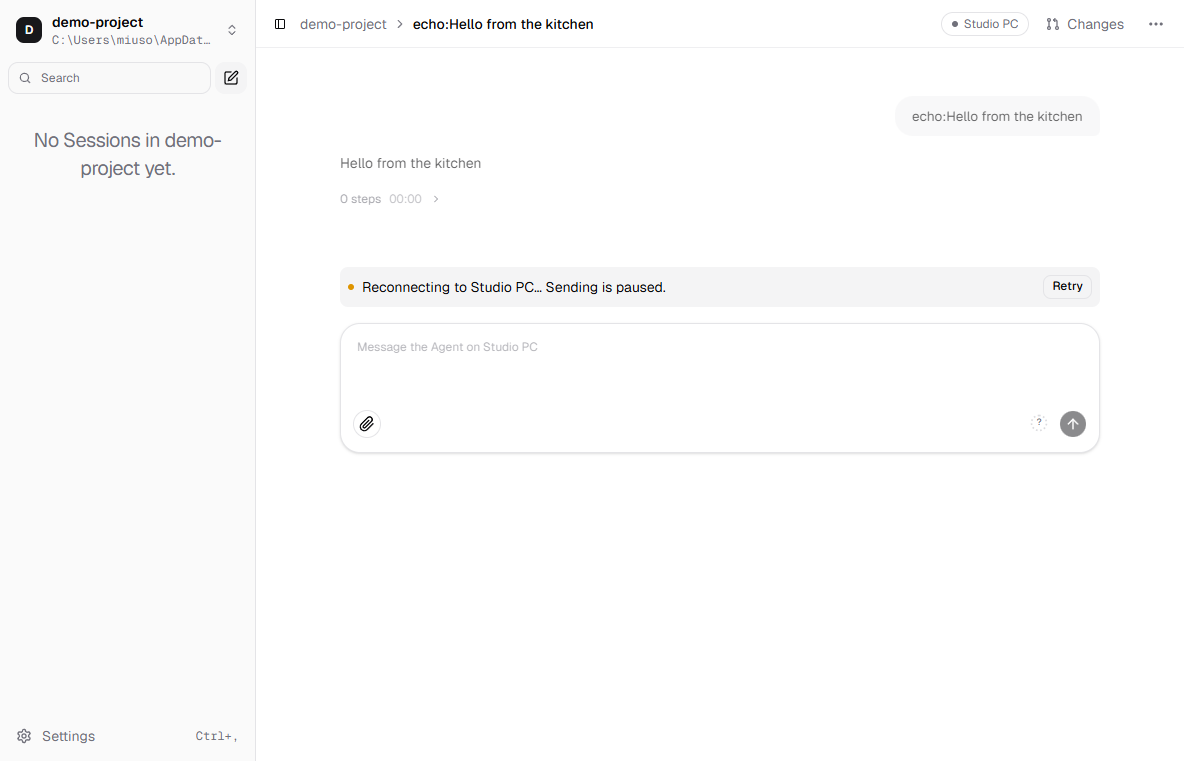 D
demo-project
C:\Users\miuso\AppDat…
Search
No Sessions in demo-
project yet.
Settings
Ctrl+,
demo-project
echo:Hello from the kitchen
Studio PC
Changes
echo:Hello from the kitchen
Hello from the kitchen
0 steps 00:00
Reconnecting to Studio PC… Sending is paused.
Retry
Message the Agent on Studio PC
?